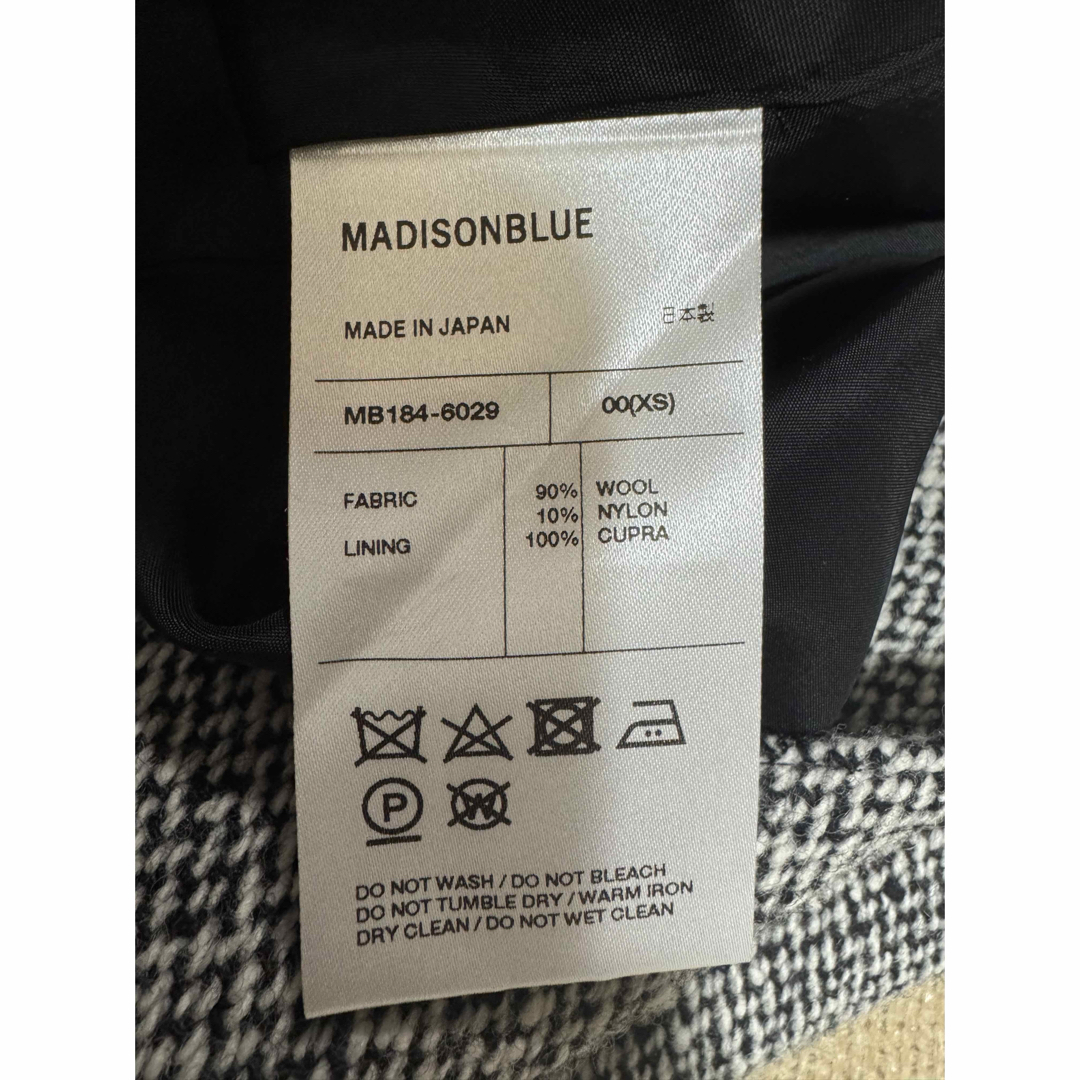 MADISONBLUE
MADE IN JAPAN 日本製
MB184-6029 00(XS)
FABRIC 90% WOOL
10% NYLON
LINING 100% CUPRA
P W
DO NOT WASH / DO NOT BLEACH
DO NOT TUMBLE DRY / WARM IRON
DRY CLEAN / DO NOT WET CLEAN